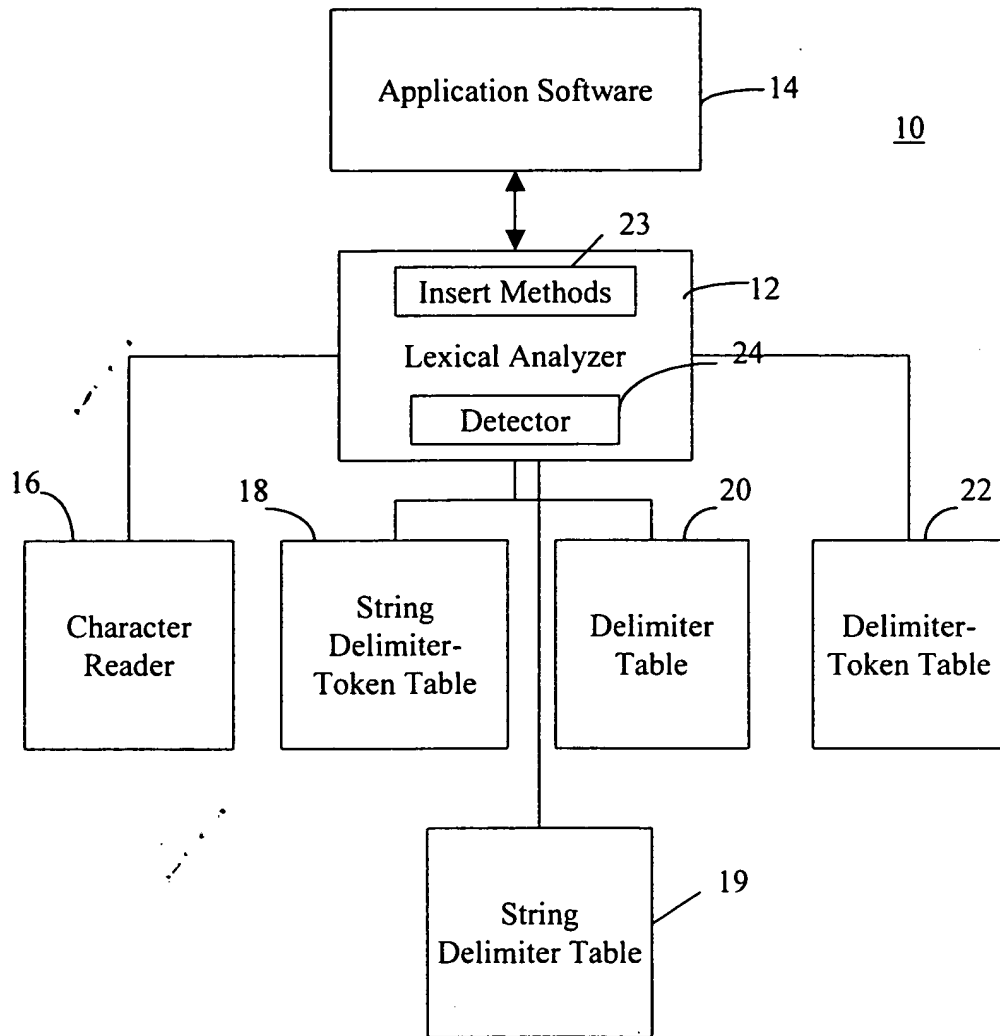 Application Software
14
10
23
Insert Methods
12
Lexical Analyzer
24
Detector
16
18
20
22
Character
Reader
String
Delimiter-
Token Table
Delimiter
Table
Delimiter-
Token Table
19
String
Delimiter Table